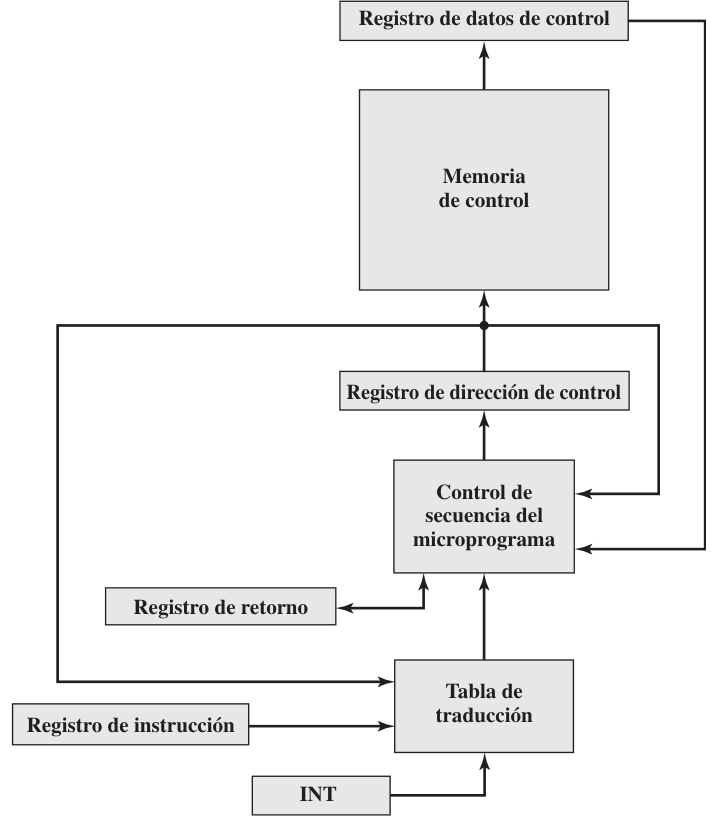 Registro de datos de control
Memoria
de control
Registro de dirección de control
Control de
secuencia del
microprograma
Registro de retorno
Tabla de
traducción
Registro de instrucción
INT